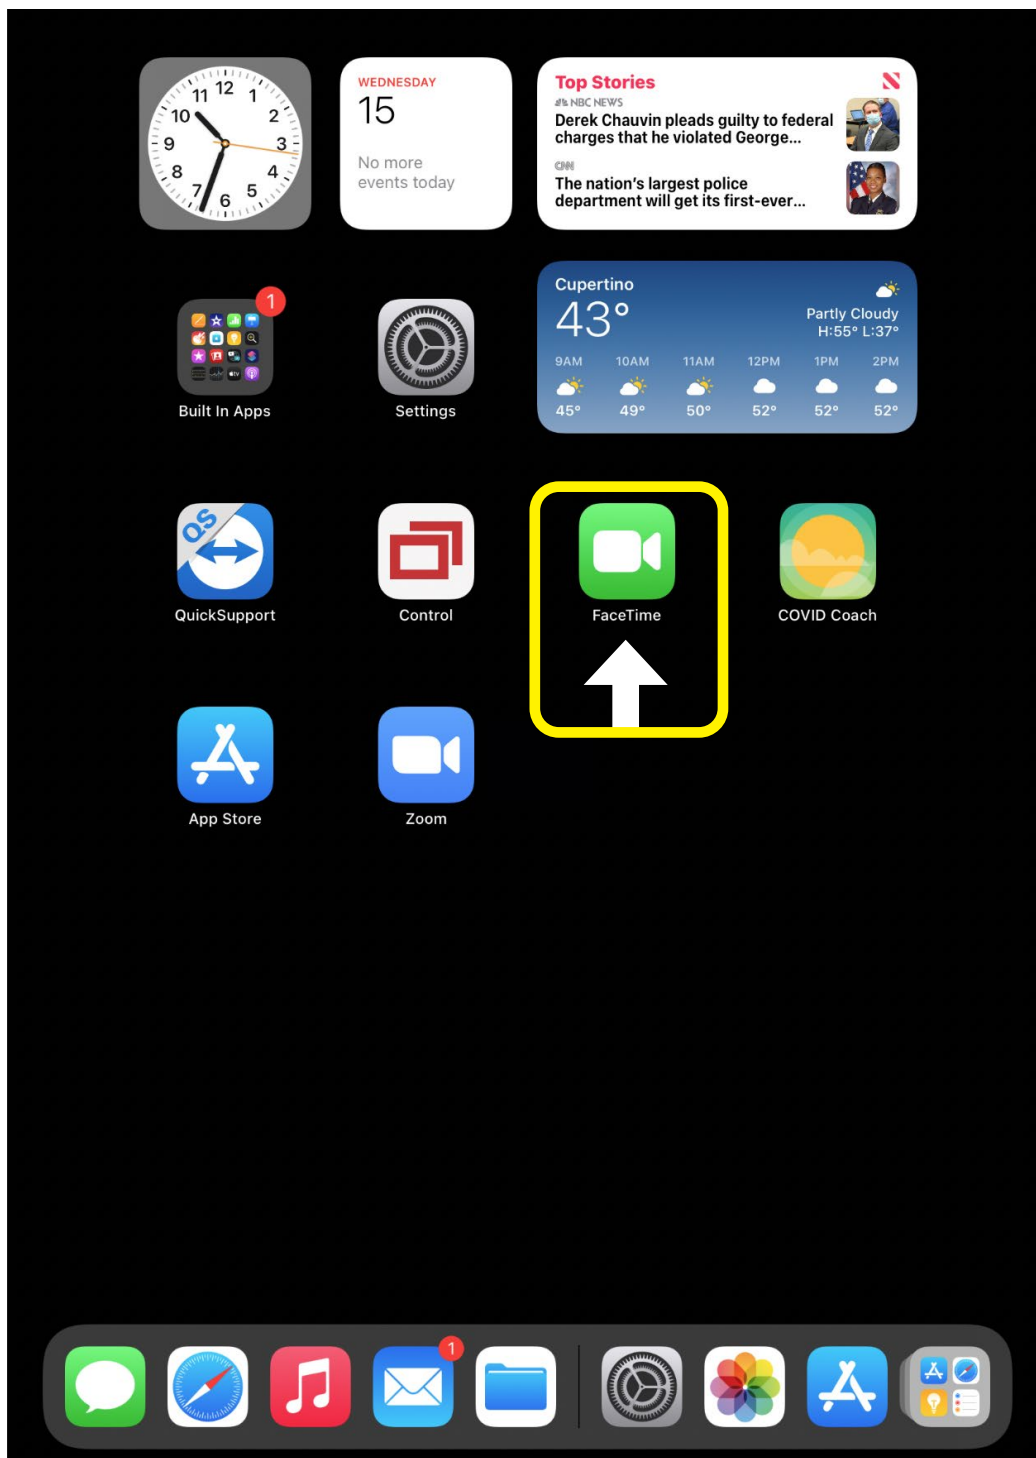 12
1
2
3
4
5
6
7
8
9
10
11
WEDNESDAY
15
No more
events today
Top Stories
NBC NEWS
Derek Chauvin pleads guilty to federal
charges that he violated George...
CNN
The nation's largest police
department will get its first-ever...
1
Built In Apps
Settings
Cupertino
43°
Partly Cloudy
H:55° L:37°
9AM 10AM 11AM 12PM 1PM 2PM
45° 49° 50° 52° 52° 52°
QS
QuickSupport
Control
FaceTime
COVID Coach
App Store
Zoom
1